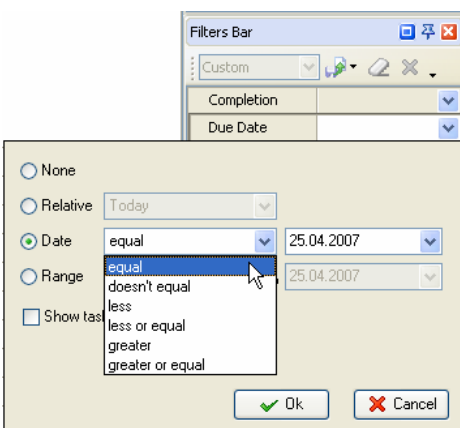 Filters Bar
Custom
Completion
Due Date
None
Relative Today
Date equal 25.04.2007
equal
Range 25.04.2007
doesn't equal
less
Show tas
less or equal
greater
greater or equal
Ok Cancel